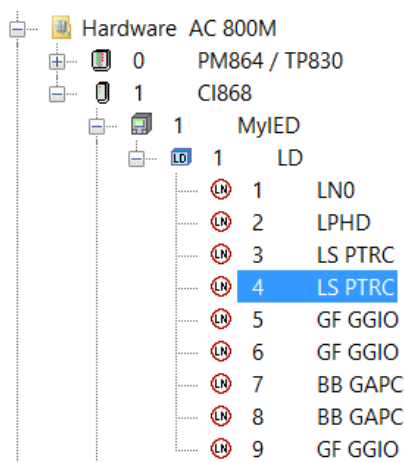 Hardware AC 800M
0 PM864 / TP830
1 CI868
1 MyIED
LD 1 LD
LN 1 LN0
LN 2 LPHD
LN 3 LS PTRC
LN 4 LS PTRC
LN 5 GF GGIO
LN 6 GF GGIO
LN 7 BB GAPC
LN 8 BB GAPC
LN 9 GF GGIO